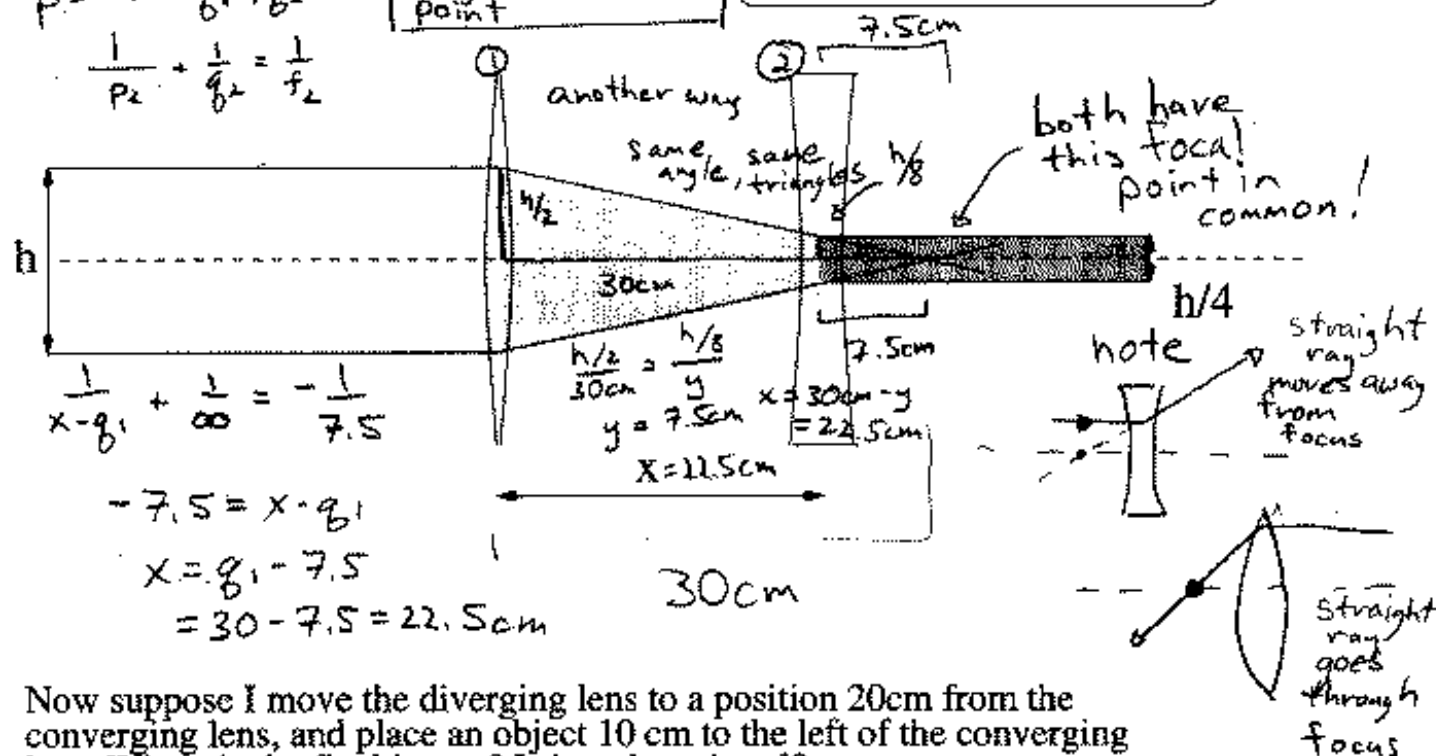 point
7.5cm
1/p₂ + 1/q₂ = 1/f₂
①
②
another way
both have
this focal
point in
common!
same
angle, same
triangles
h/8
h/2
h
30cm
h/4
7.5cm
(h/2)/30cm = (h/8)/y
y = 7.5cm
x = 30cm - y
= 22.5cm
X = 22.5cm
30cm
1/(x-q₁) + 1/∞ = -1/7.5
-7.5 = x-q₁
x = q₁ - 7.5
= 30 - 7.5 = 22.5cm
note
straight
ray
moves away
from
focus
straight
ray
goes
through
focus
Now suppose I move the diverging lens to a position 20cm from the
converging lens, and place an object 10 cm to the left of the converging